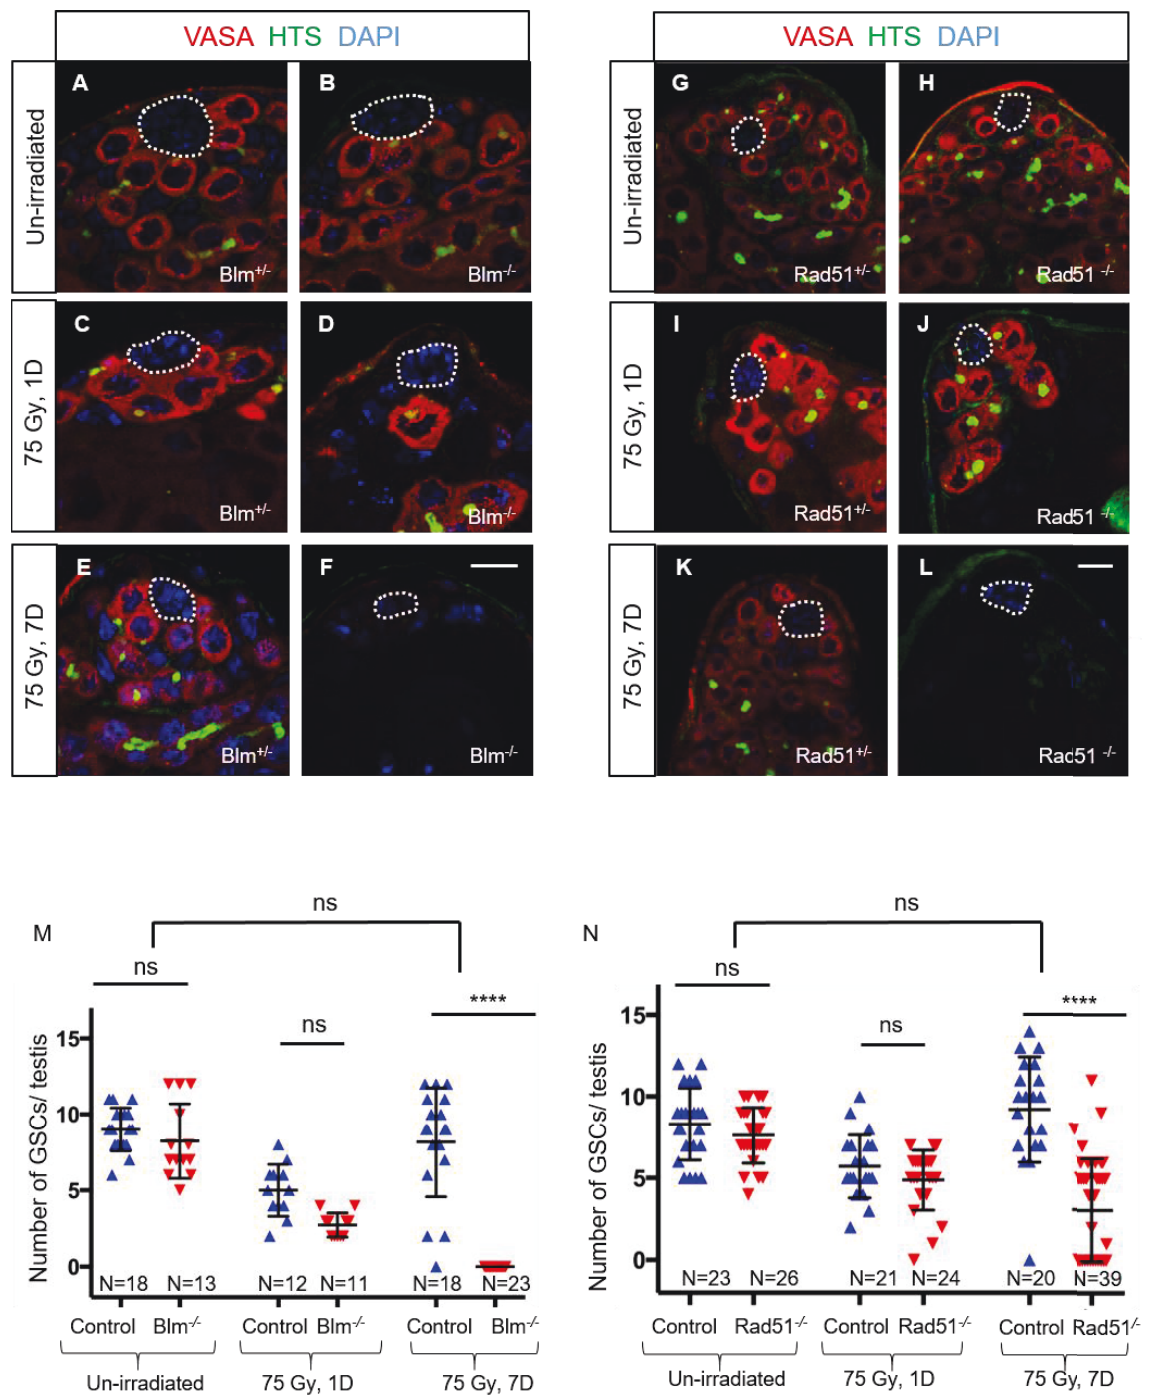 VASA HTS DAPI
VASA HTS DAPI
Un-irradiated
A
Blm+/-
B
Blm-/-
Un-irradiated
G
Rad51+/-
H
Rad51 -/-
75 Gy, 1D
C
Blm+/-
D
Blm-/-
75 Gy, 1D
I
Rad51+/-
J
Rad51 -/-
75 Gy, 7D
E
Blm+/-
F
Blm-/-
75 Gy, 7D
K
Rad51+/-
L
Rad51 -/-
M
ns
ns
ns
****
Number of GSCs/ testis
15
10
5
0
N=18 N=13 N=12 N=11 N=18 N=23
Control Blm-/- Control Blm-/- Control Blm-/-
Un-irradiated 75 Gy, 1D 75 Gy, 7D
N
ns
ns
ns
****
Number of GSCs/ testis
15
10
5
0
N=23 N=26 N=21 N=24 N=20 N=39
Control Rad51-/- Control Rad51-/- Control Rad51/-
Un-irradiated 75 Gy, 1D 75 Gy, 7D